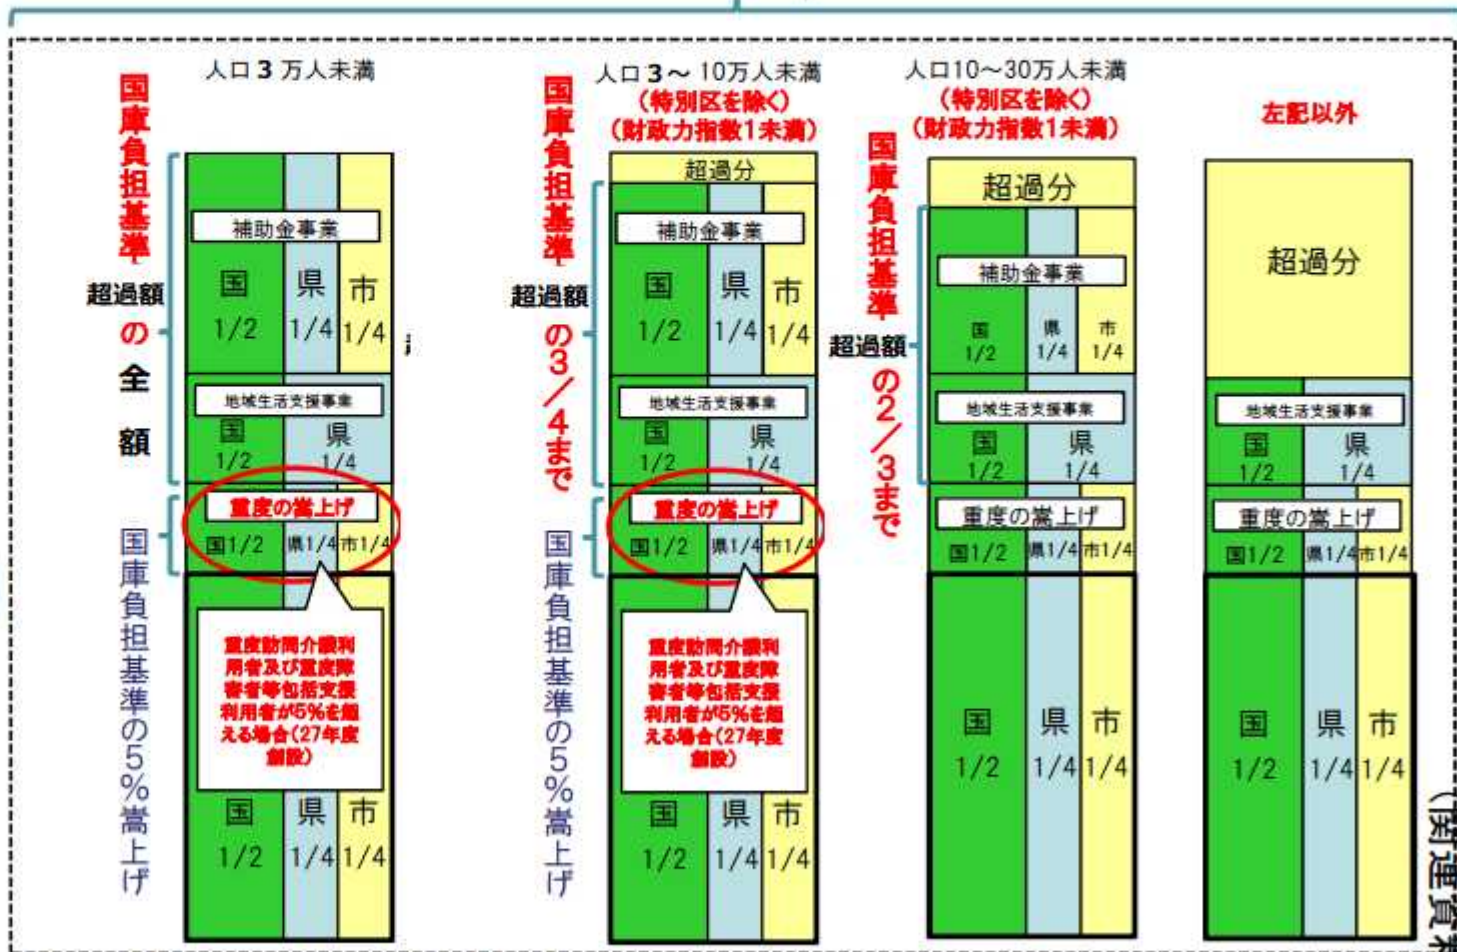 人口3万人未満
国庫負担基準
超過額
の
全
額
補助金事業
国 県 市
1/2 1/4 1/4
地域生活支援事業
国 県
1/2 1/4
重度の嵩上げ
国1/2 県1/4 市1/4
重度訪問介護利
用者及び重度障
害者等包括支援
利用者が5%を超
える場合(27年度
創設)
国 県 市
1/2 1/4 1/4
国庫負担基準の5%嵩上げ
人口3～10万人未満
(特別区を除く)
(財政力指数1未満)
国庫負担基準
超過額
の3/4まで
超過分
補助金事業
国 県 市
1/2 1/4 1/4
地域生活支援事業
国 県
1/2 1/4
重度の嵩上げ
国1/2 県1/4 市1/4
重度訪問介護利
用者及び重度障
害者等包括支援
利用者が5%を超
える場合(27年度
創設)
国 県 市
1/2 1/4 1/4
国庫負担基準の5%嵩上げ
人口10～30万人未満
(特別区を除く)
(財政力指数1未満)
国庫負担基準
超過額
の2/3まで
超過分
補助金事業
国 県 市
1/2 1/4 1/4
地域生活支援事業
国 県
1/2 1/4
重度の嵩上げ
国1/2 県1/4 市1/4
国 県 市
1/2 1/4 1/4
左記以外
超過分
地域生活支援事業
国 県
1/2 1/4
重度の嵩上げ
国1/2 県1/4 市1/4
国 県 市
1/2 1/4 1/4
(関連資料